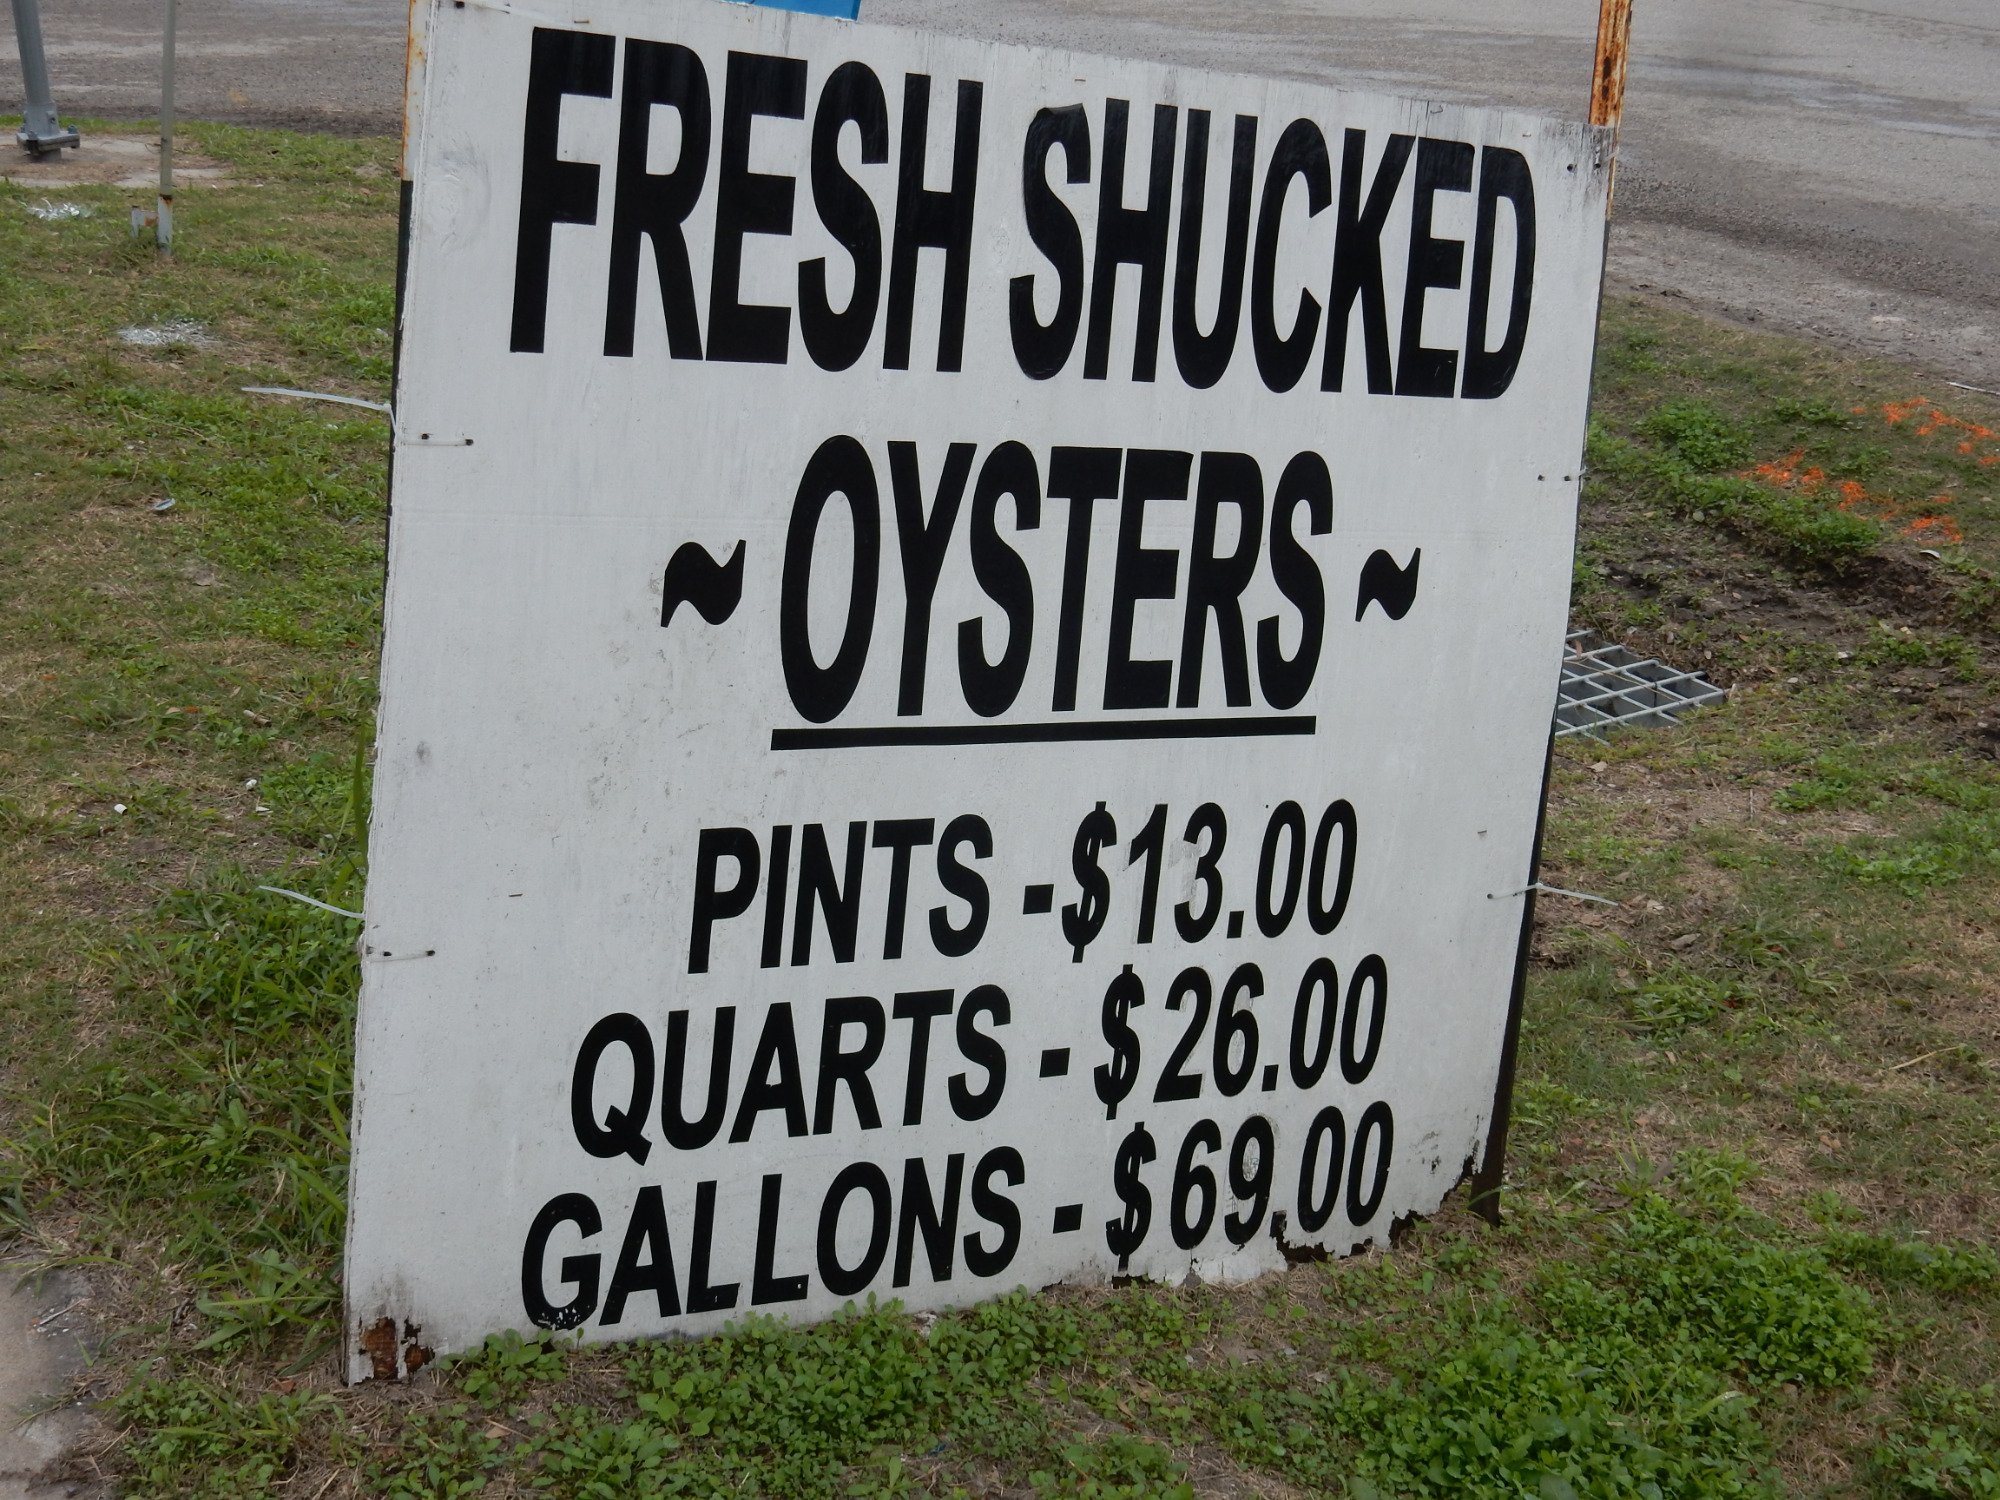 FRESH SHUCKED
~ OYSTERS ~
PINTS - $13.00
QUARTS - $26.00
GALLONS - $69.00